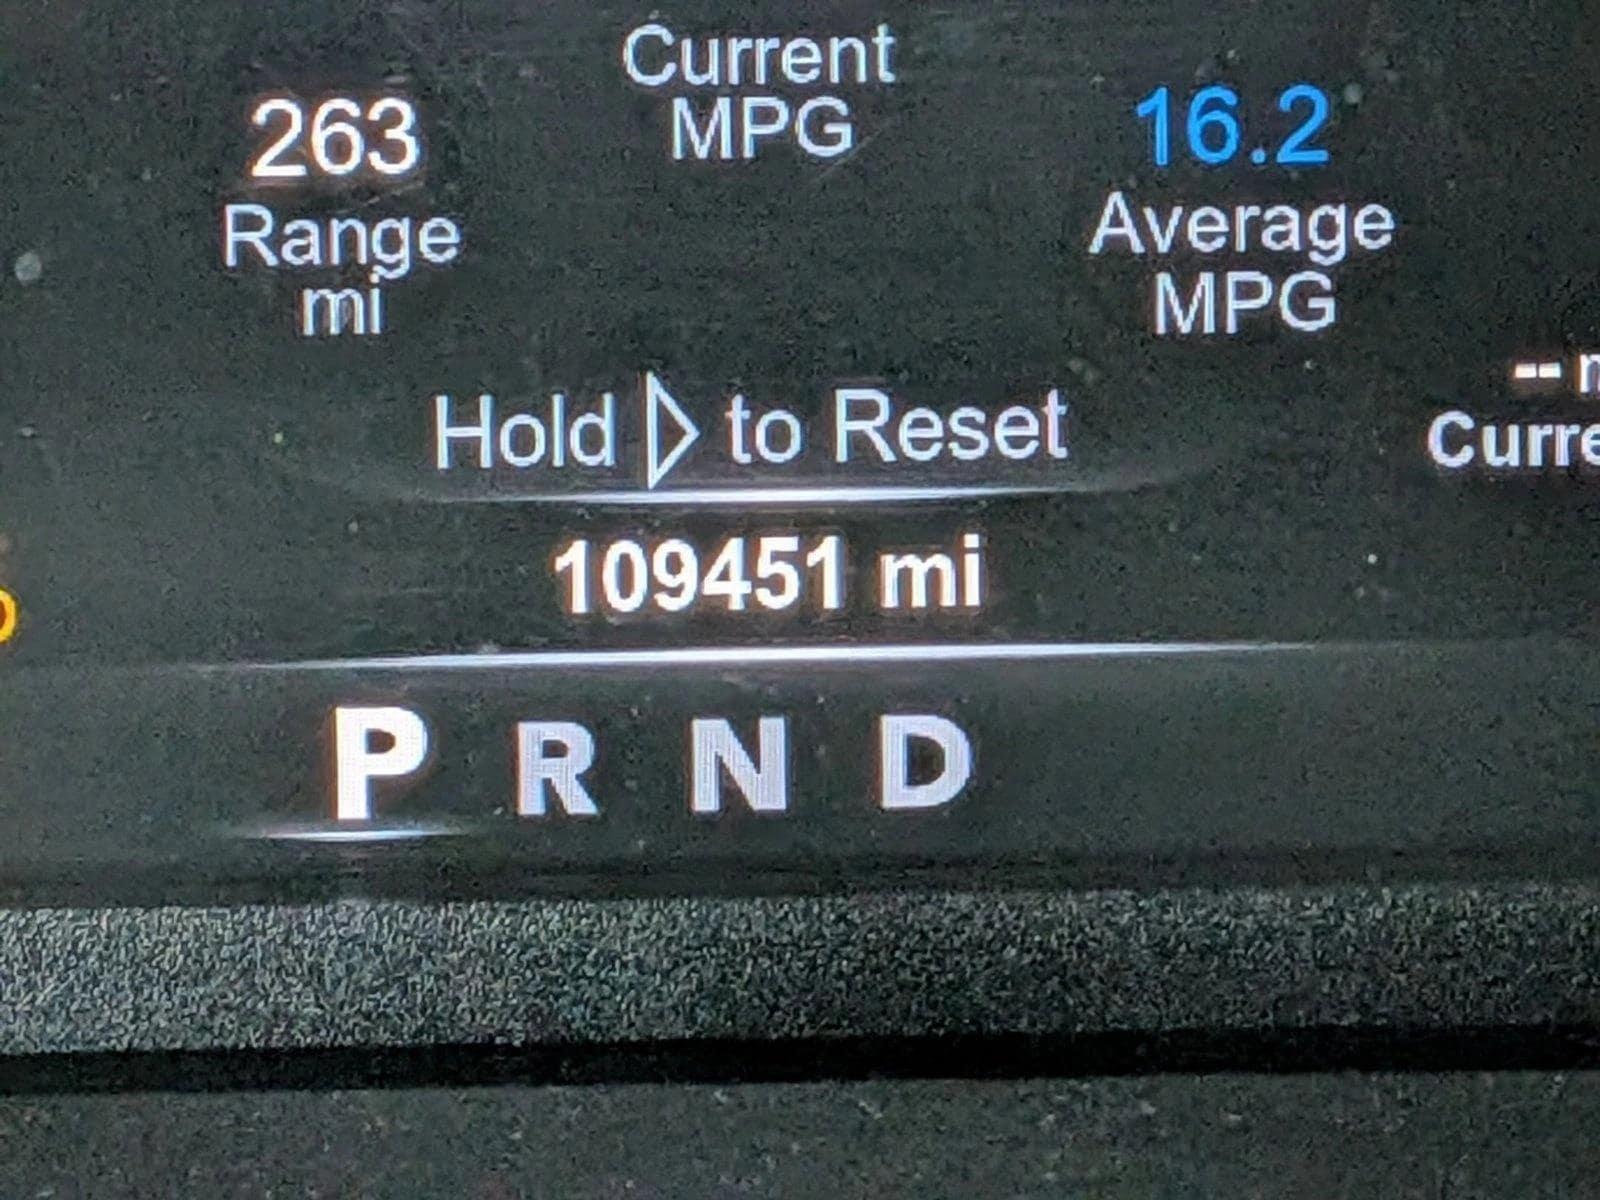 Current
MPG
263
Range
mi
16.2
Average
MPG
Hold ▷ to Reset
--
109451 mi
P R N D